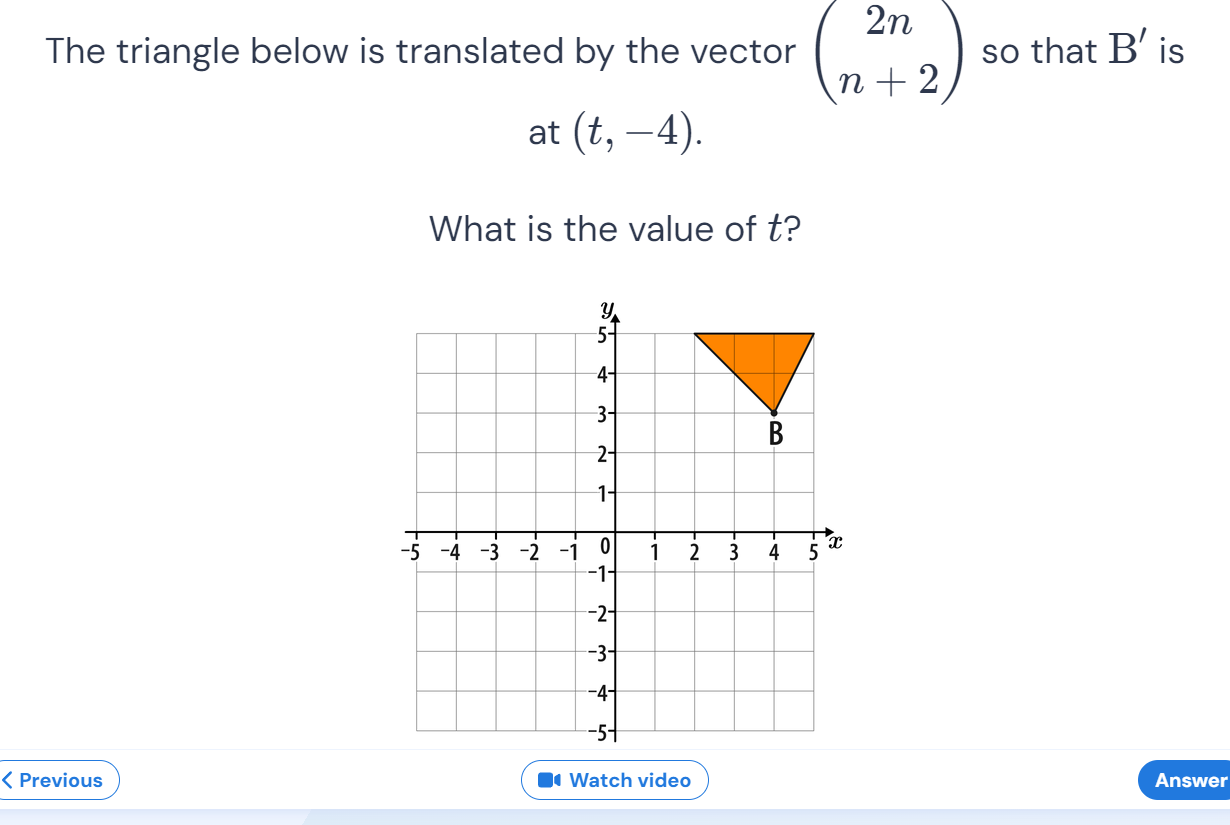 The triangle below is translated by the vector (2n
n + 2) so that B′ is
at (t, −4).
What is the value of t?
y
5
4
3
B
2
1
−5 −4 −3 −2 −1 0 1 2 3 4 5 x
−1
−2
−3
−4
−5
Previous Watch video Answer